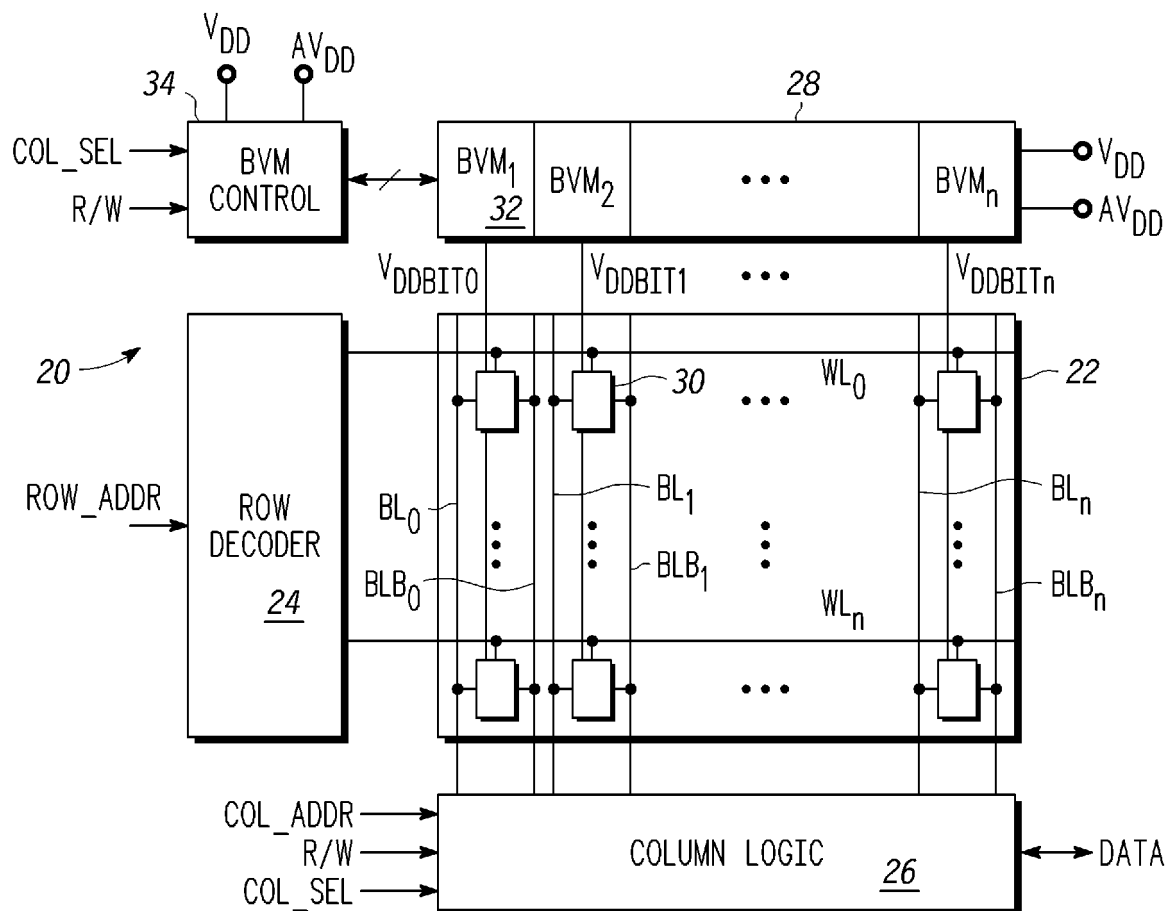 V_DD AV_DD
34
28
COL_SEL
R/W
BVM CONTROL
BVM_1
32
BVM_2
• • •
BVM_n
V_DD
AV_DD
V_DDBIT0
V_DDBIT1
• • •
V_DDBITn
20
ROW_ADDR
ROW DECODER
24
WL_0
30
22
• • •
BL_0
BLB_0
BL_1
BLB_1
BL_n
BLB_n
WL_n
• • •
COL_ADDR
R/W
COL_SEL
COLUMN LOGIC
26
DATA